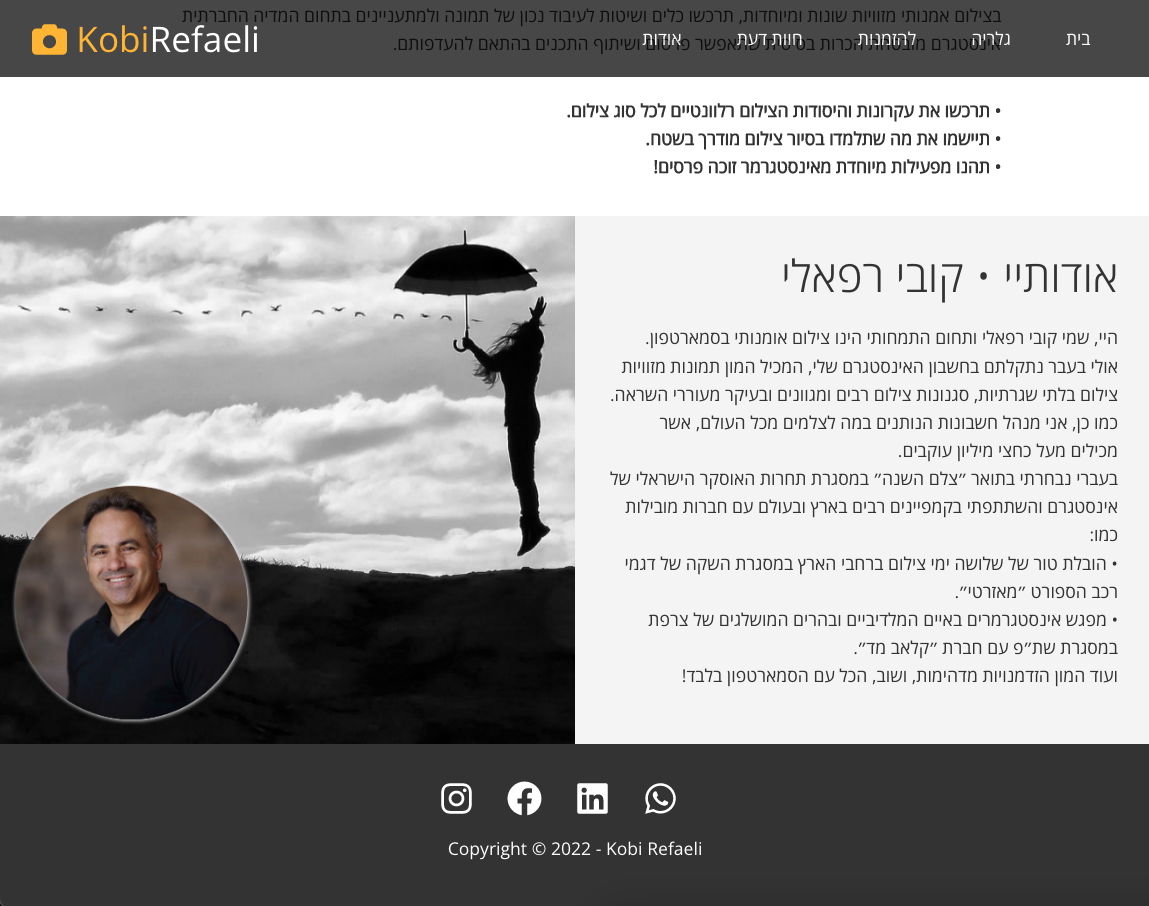 KobiRefaeli
בית
גלריה
להזמנות
חוות דעת
אודות
בצילום אמנותי מזוויות שונות ומיוחדות, תרכשו כלים ושיטות לעיבוד נכון של תמונה ולמתעניינים בתחום המדיה החברתית
ושיתוף התכנים בהתאם להעדפותם.
• תרכשו את עקרונות והיסודות הצילום רלוונטיים לכל סוג צילום.
• תיישמו את מה שתלמדו בסיור צילום מודרך בשטח.
• תהנו מפעילות מיוחדת מאינסטגרמר זוכה פרסים!
אודותיי • קובי רפאלי
היי, שמי קובי רפאלי ותחום התמחותי הינו צילום אומנותי בסמארטפון.
אולי בעבר נתקלתם בחשבון האינסטגרם שלי, המכיל המון תמונות מזוויות
צילום בלתי שגרתיות, סגנונות צילום רבים ומגוונים ובעיקר מעוררי השראה.
כמו כן, אני מנהל חשבונות הנותנים במה לצלמים מכל העולם, אשר
מכילים מעל כחצי מיליון עוקבים.
בעברי נבחרתי בתואר ״צלם השנה״ במסגרת תחרות האוסקר הישראלי של
אינסטגרם והשתתפתי בקמפיינים רבים בארץ ובעולם עם חברות מובילות
כמו:
• הובלת טור של שלושה ימי צילום ברחבי הארץ במסגרת השקה של דגמי
רכב הספורט ״מאזרטי״.
• מפגש אינסטגרמרים באיים המלדיביים ובהרים המושלגים של צרפת
במסגרת שת״פ עם חברת ״קלאב מד״.
ועוד המון הזדמנויות מדהימות, ושוב, הכל עם הסמארטפון בלבד!
Copyright © 2022 - Kobi Refaeli